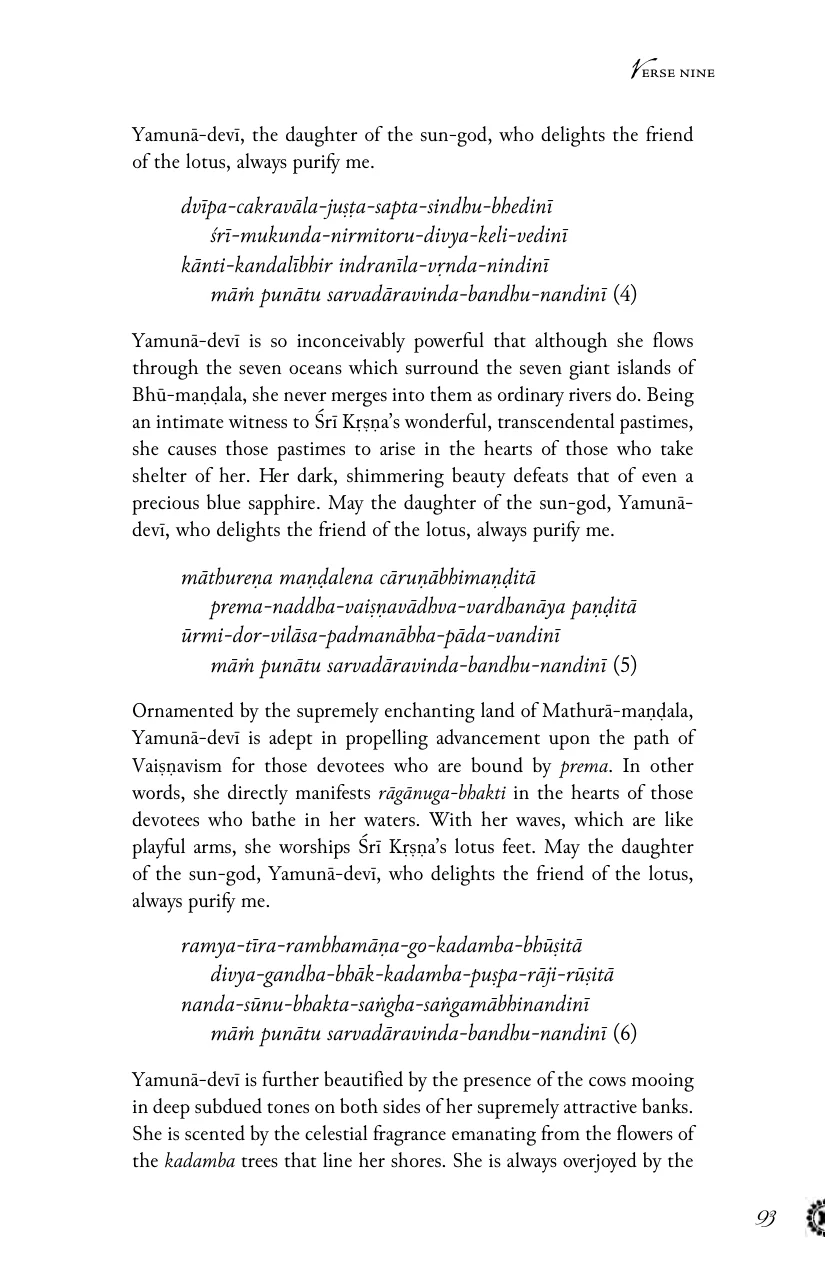 VERSE NINE
Yamunā-devī, the daughter of the sun-god, who delights the friend
of the lotus, always purify me.
dvīpa-cakravāla-juṣṭa-sapta-sindhu-bhedinī
śrī-mukunda-nirmitoru-divya-keli-vedinī
kānti-kandalībhir indranīla-vṛnda-nindinī
māṁ punātu sarvadāravinda-bandhu-nandinī (4)
Yamunā-devī is so inconceivably powerful that although she flows
through the seven oceans which surround the seven giant islands of
Bhū-maṇḍala, she never merges into them as ordinary rivers do. Being
an intimate witness to Śrī Kṛṣṇa’s wonderful, transcendental pastimes,
she causes those pastimes to arise in the hearts of those who take
shelter of her. Her dark, shimmering beauty defeats that of even a
precious blue sapphire. May the daughter of the sun-god, Yamunā-
devī, who delights the friend of the lotus, always purify me.
māthureṇa maṇḍalena cāruṇābhimaṇḍitā
prema-naddha-vaiṣṇavādhva-vardhanāya paṇḍitā
ūrmi-dor-vilāsa-padmanābha-pāda-vandinī
māṁ punātu sarvadāravinda-bandhu-nandinī (5)
Ornamented by the supremely enchanting land of Mathurā-maṇḍala,
Yamunā-devī is adept in propelling advancement upon the path of
Vaiṣṇavism for those devotees who are bound by prema. In other
words, she directly manifests rāgānuga-bhakti in the hearts of those
devotees who bathe in her waters. With her waves, which are like
playful arms, she worships Śrī Kṛṣṇa’s lotus feet. May the daughter
of the sun-god, Yamunā-devī, who delights the friend of the lotus,
always purify me.
ramya-tīra-rambhamāṇa-go-kadamba-bhūṣitā
divya-gandha-bhāk-kadamba-puṣpa-rāji-rūṣitā
nanda-sūnu-bhakta-saṅgha-saṅgamābhinandinī
māṁ punātu sarvadāravinda-bandhu-nandinī (6)
Yamunā-devī is further beautified by the presence of the cows mooing
in deep subdued tones on both sides of her supremely attractive banks.
She is scented by the celestial fragrance emanating from the flowers of
the kadamba trees that line her shores. She is always overjoyed by the
93